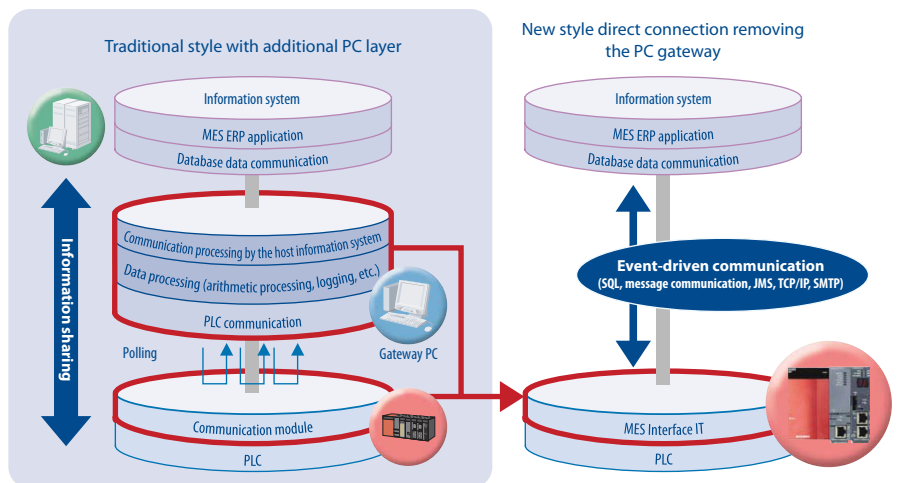 Traditional style with additional PC layer
Information system
MES ERP application
Database data communication
Information sharing
Communication processing by the host information system
Data processing (arithmetic processing, logging, etc.)
PLC communication
Gateway PC
Polling
Communication module
PLC
New style direct connection removing
the PC gateway
Information system
MES ERP application
Database data communication
Event-driven communication
(SQL, message communication, JMS, TCP/IP, SMTP)
MES Interface IT
PLC